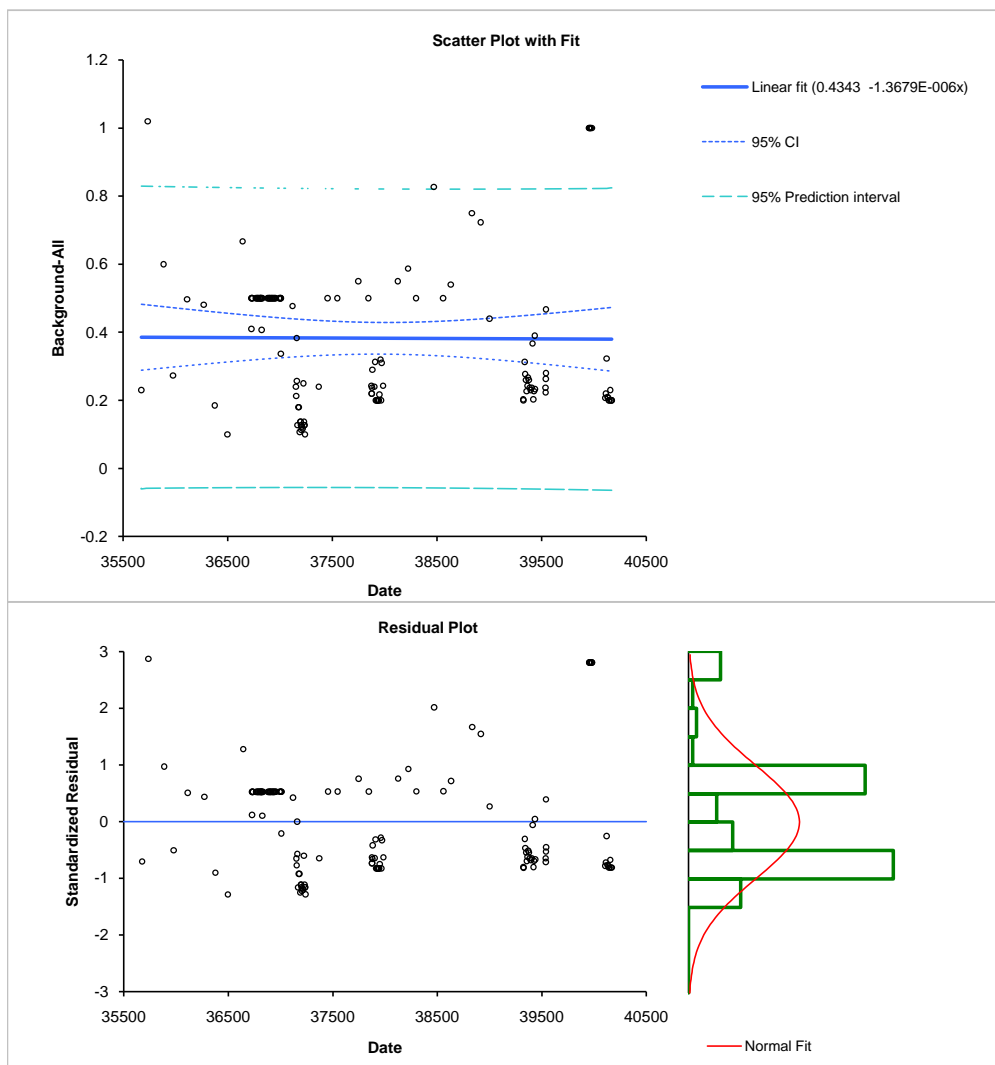 Scatter Plot with Fit
1.2
1
0.8
0.6
0.4
0.2
0
-0.2
Background-All
35500 36500 37500 38500 39500 40500
Date
Linear fit (0.4343 -1.3679E-006x)
95% CI
95% Prediction interval
Residual Plot
3
2
1
0
-1
-2
-3
Standardized Residual
35500 36500 37500 38500 39500 40500
Date
Normal Fit